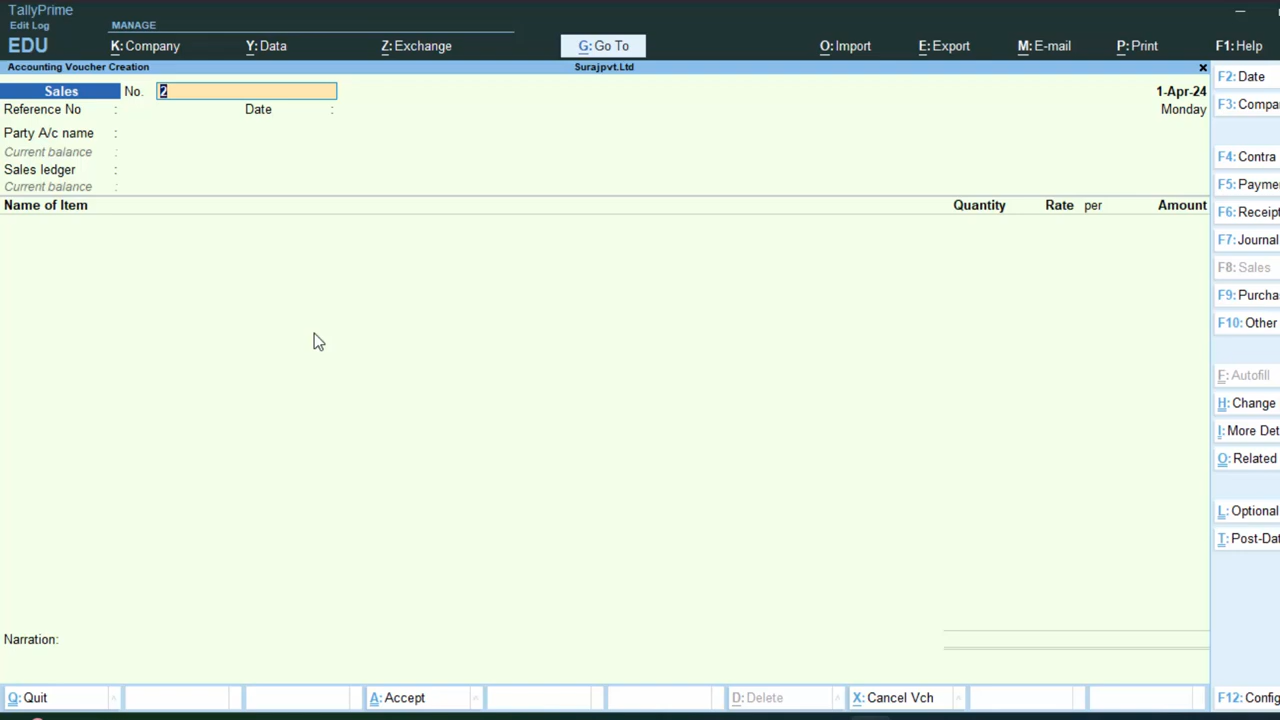 TallyPrime
Edit Log
MANAGE
EDU K: Company Y: Data Z: Exchange G: Go To O: Import E: Export M: E-mail P: Print F1: Help
Accounting Voucher Creation Surajpvt.Ltd
Sales No. 2 1-Apr-24
Reference No : Date : Monday
Party A/c name :
Current balance :
Sales ledger :
Current balance :
Name of Item Quantity Rate per Amount
Narration:
Q: Quit A: Accept D: Delete X: Cancel Vch
F2: Date
F3: Compa
F4: Contra
F5: Payme
F6: Receipt
F7: Journal
F8: Sales
F9: Purcha
F10: Other
F: Autofill
H: Change
I: More Det
O: Related
L: Optional
T: Post-Dat
F12: Config